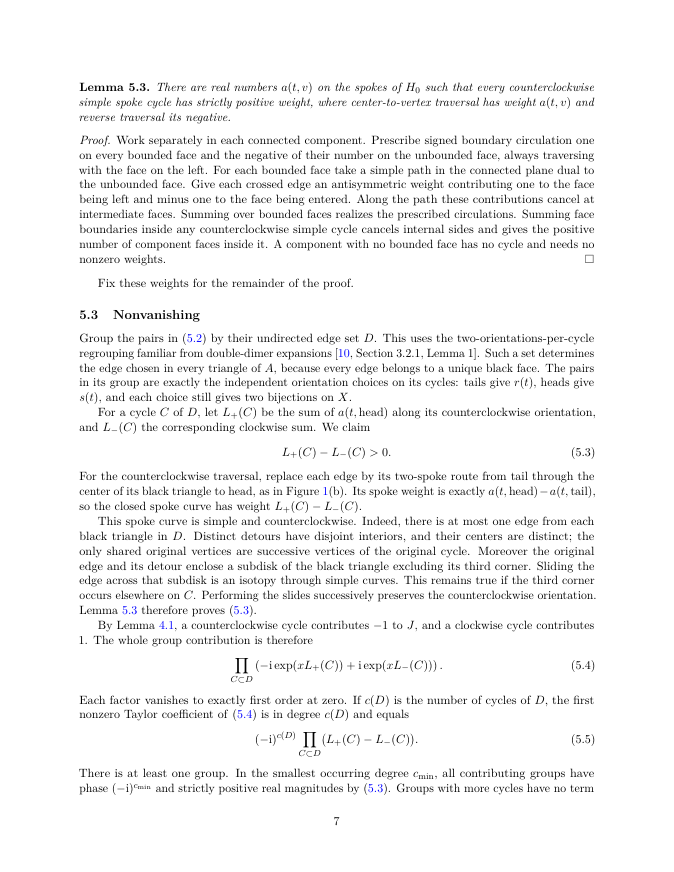 Lemma 5.3. There are real numbers a(t, v) on the spokes of H₀ such that every counterclockwise
simple spoke cycle has strictly positive weight, where center-to-vertex traversal has weight a(t, v) and
reverse traversal its negative.
Proof. Work separately in each connected component. Prescribe signed boundary circulation one
on every bounded face and the negative of their number on the unbounded face, always traversing
with the face on the left. For each bounded face take a simple path in the connected plane dual to
the unbounded face. Give each crossed edge an antisymmetric weight contributing one to the face
being left and minus one to the face being entered. Along the path these contributions cancel at
intermediate faces. Summing over bounded faces realizes the prescribed circulations. Summing face
boundaries inside any counterclockwise simple cycle cancels internal sides and gives the positive
number of component faces inside it. A component with no bounded face has no cycle and needs no
nonzero weights. □
Fix these weights for the remainder of the proof.
5.3 Nonvanishing
Group the pairs in (5.2) by their undirected edge set D. This uses the two-orientations-per-cycle
regrouping familiar from double-dimer expansions [10, Section 3.2.1, Lemma 1]. Such a set determines
the edge chosen in every triangle of A, because every edge belongs to a unique black face. The pairs
in its group are exactly the independent orientation choices on its cycles: tails give r(t), heads give
s(t), and each choice still gives two bijections on X.
For a cycle C of D, let L₊(C) be the sum of a(t, head) along its counterclockwise orientation,
and L₋(C) the corresponding clockwise sum. We claim
L₊(C) − L₋(C) > 0. (5.3)
For the counterclockwise traversal, replace each edge by its two-spoke route from tail through the
center of its black triangle to head, as in Figure 1(b). Its spoke weight is exactly a(t, head)−a(t, tail),
so the closed spoke curve has weight L₊(C) − L₋(C).
This spoke curve is simple and counterclockwise. Indeed, there is at most one edge from each
black triangle in D. Distinct detours have disjoint interiors, and their centers are distinct; the
only shared original vertices are successive vertices of the original cycle. Moreover the original
edge and its detour enclose a subdisk of the black triangle excluding its third corner. Sliding the
edge across that subdisk is an isotopy through simple curves. This remains true if the third corner
occurs elsewhere on C. Performing the slides successively preserves the counterclockwise orientation.
Lemma 5.3 therefore proves (5.3).
By Lemma 4.1, a counterclockwise cycle contributes −1 to J, and a clockwise cycle contributes
1. The whole group contribution is therefore
∏_{C⊂D} (−i exp(xL₊(C)) + i exp(xL₋(C))) . (5.4)
Each factor vanishes to exactly first order at zero. If c(D) is the number of cycles of D, the first
nonzero Taylor coefficient of (5.4) is in degree c(D) and equals
(−i)^{c(D)} ∏_{C⊂D} (L₊(C) − L₋(C)). (5.5)
There is at least one group. In the smallest occurring degree c_{min}, all contributing groups have
phase (−i)^{c_{min}} and strictly positive real magnitudes by (5.3). Groups with more cycles have no term
7